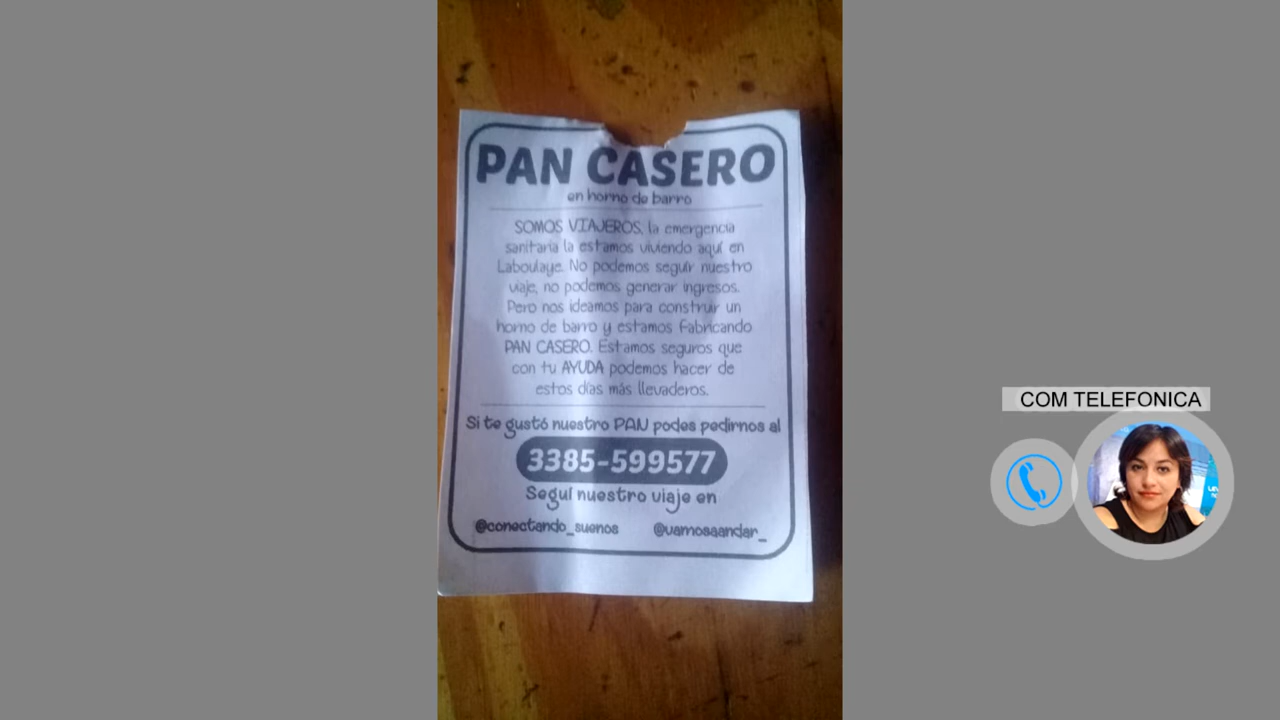 PAN CASERO
en horno de barro
SOMOS VIAJEROS, la emergencia
sanitaria la estamos viviendo aquí en
Laboulaye. No podemos seguir nuestro
viaje, no podemos generar ingresos.
Pero nos ideamos para construir un
horno de barro y estamos fabricando
PAN CASERO. Estamos seguros que
con tu AYUDA podemos hacer de
estos días más llevaderos.
Si te gustó nuestro PAN podes pedirnos al
3385-599577
Seguí nuestro viaje en
@conectando_suenos @vamosaandar_
COM TELEFONICA